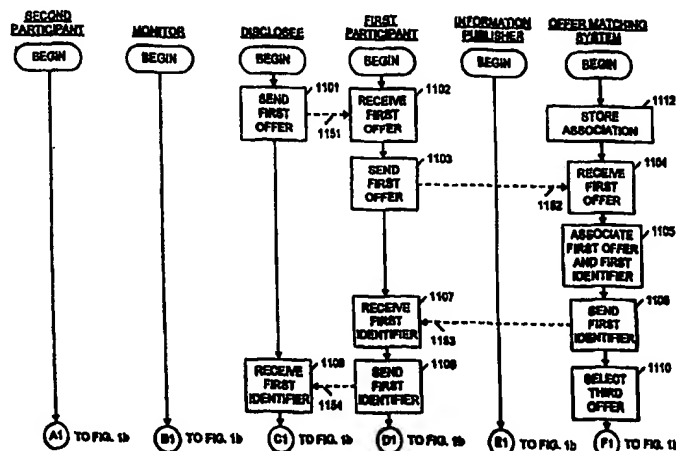 SECOND PARTICIPANT
MONITOR
DISCLOSEE
FIRST PARTICIPANT
INFORMATION PUBLISHER
OFFER MATCHING SYSTEM
BEGIN
BEGIN
BEGIN
BEGIN
BEGIN
BEGIN
1101
SEND FIRST OFFER
1151
1102
RECEIVE FIRST OFFER
1112
STORE ASSOCIATION
1103
SEND FIRST OFFER
1152
1104
RECEIVE FIRST OFFER
1105
ASSOCIATE FIRST OFFER AND FIRST IDENTIFIER
1107
RECEIVE FIRST IDENTIFIER
1153
1106
SEND FIRST IDENTIFIER
1109
RECEIVE FIRST IDENTIFIER
1154
1108
SEND FIRST IDENTIFIER
1110
SELECT THIRD OFFER
A1 TO FIG. 1b
B1 TO FIG. 1b
C1 TO FIG. 1b
D1 TO FIG. 1b
E1 TO FIG. 1b
F1 TO FIG. 1